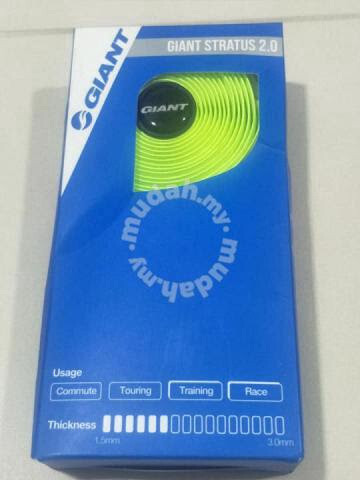 GIANT
GIANT STRATUS 2.0
GIANT
mudah.my
mudah.my
Usage
Commute Touring Training Race
Thickness
1.5mm 3.0mm